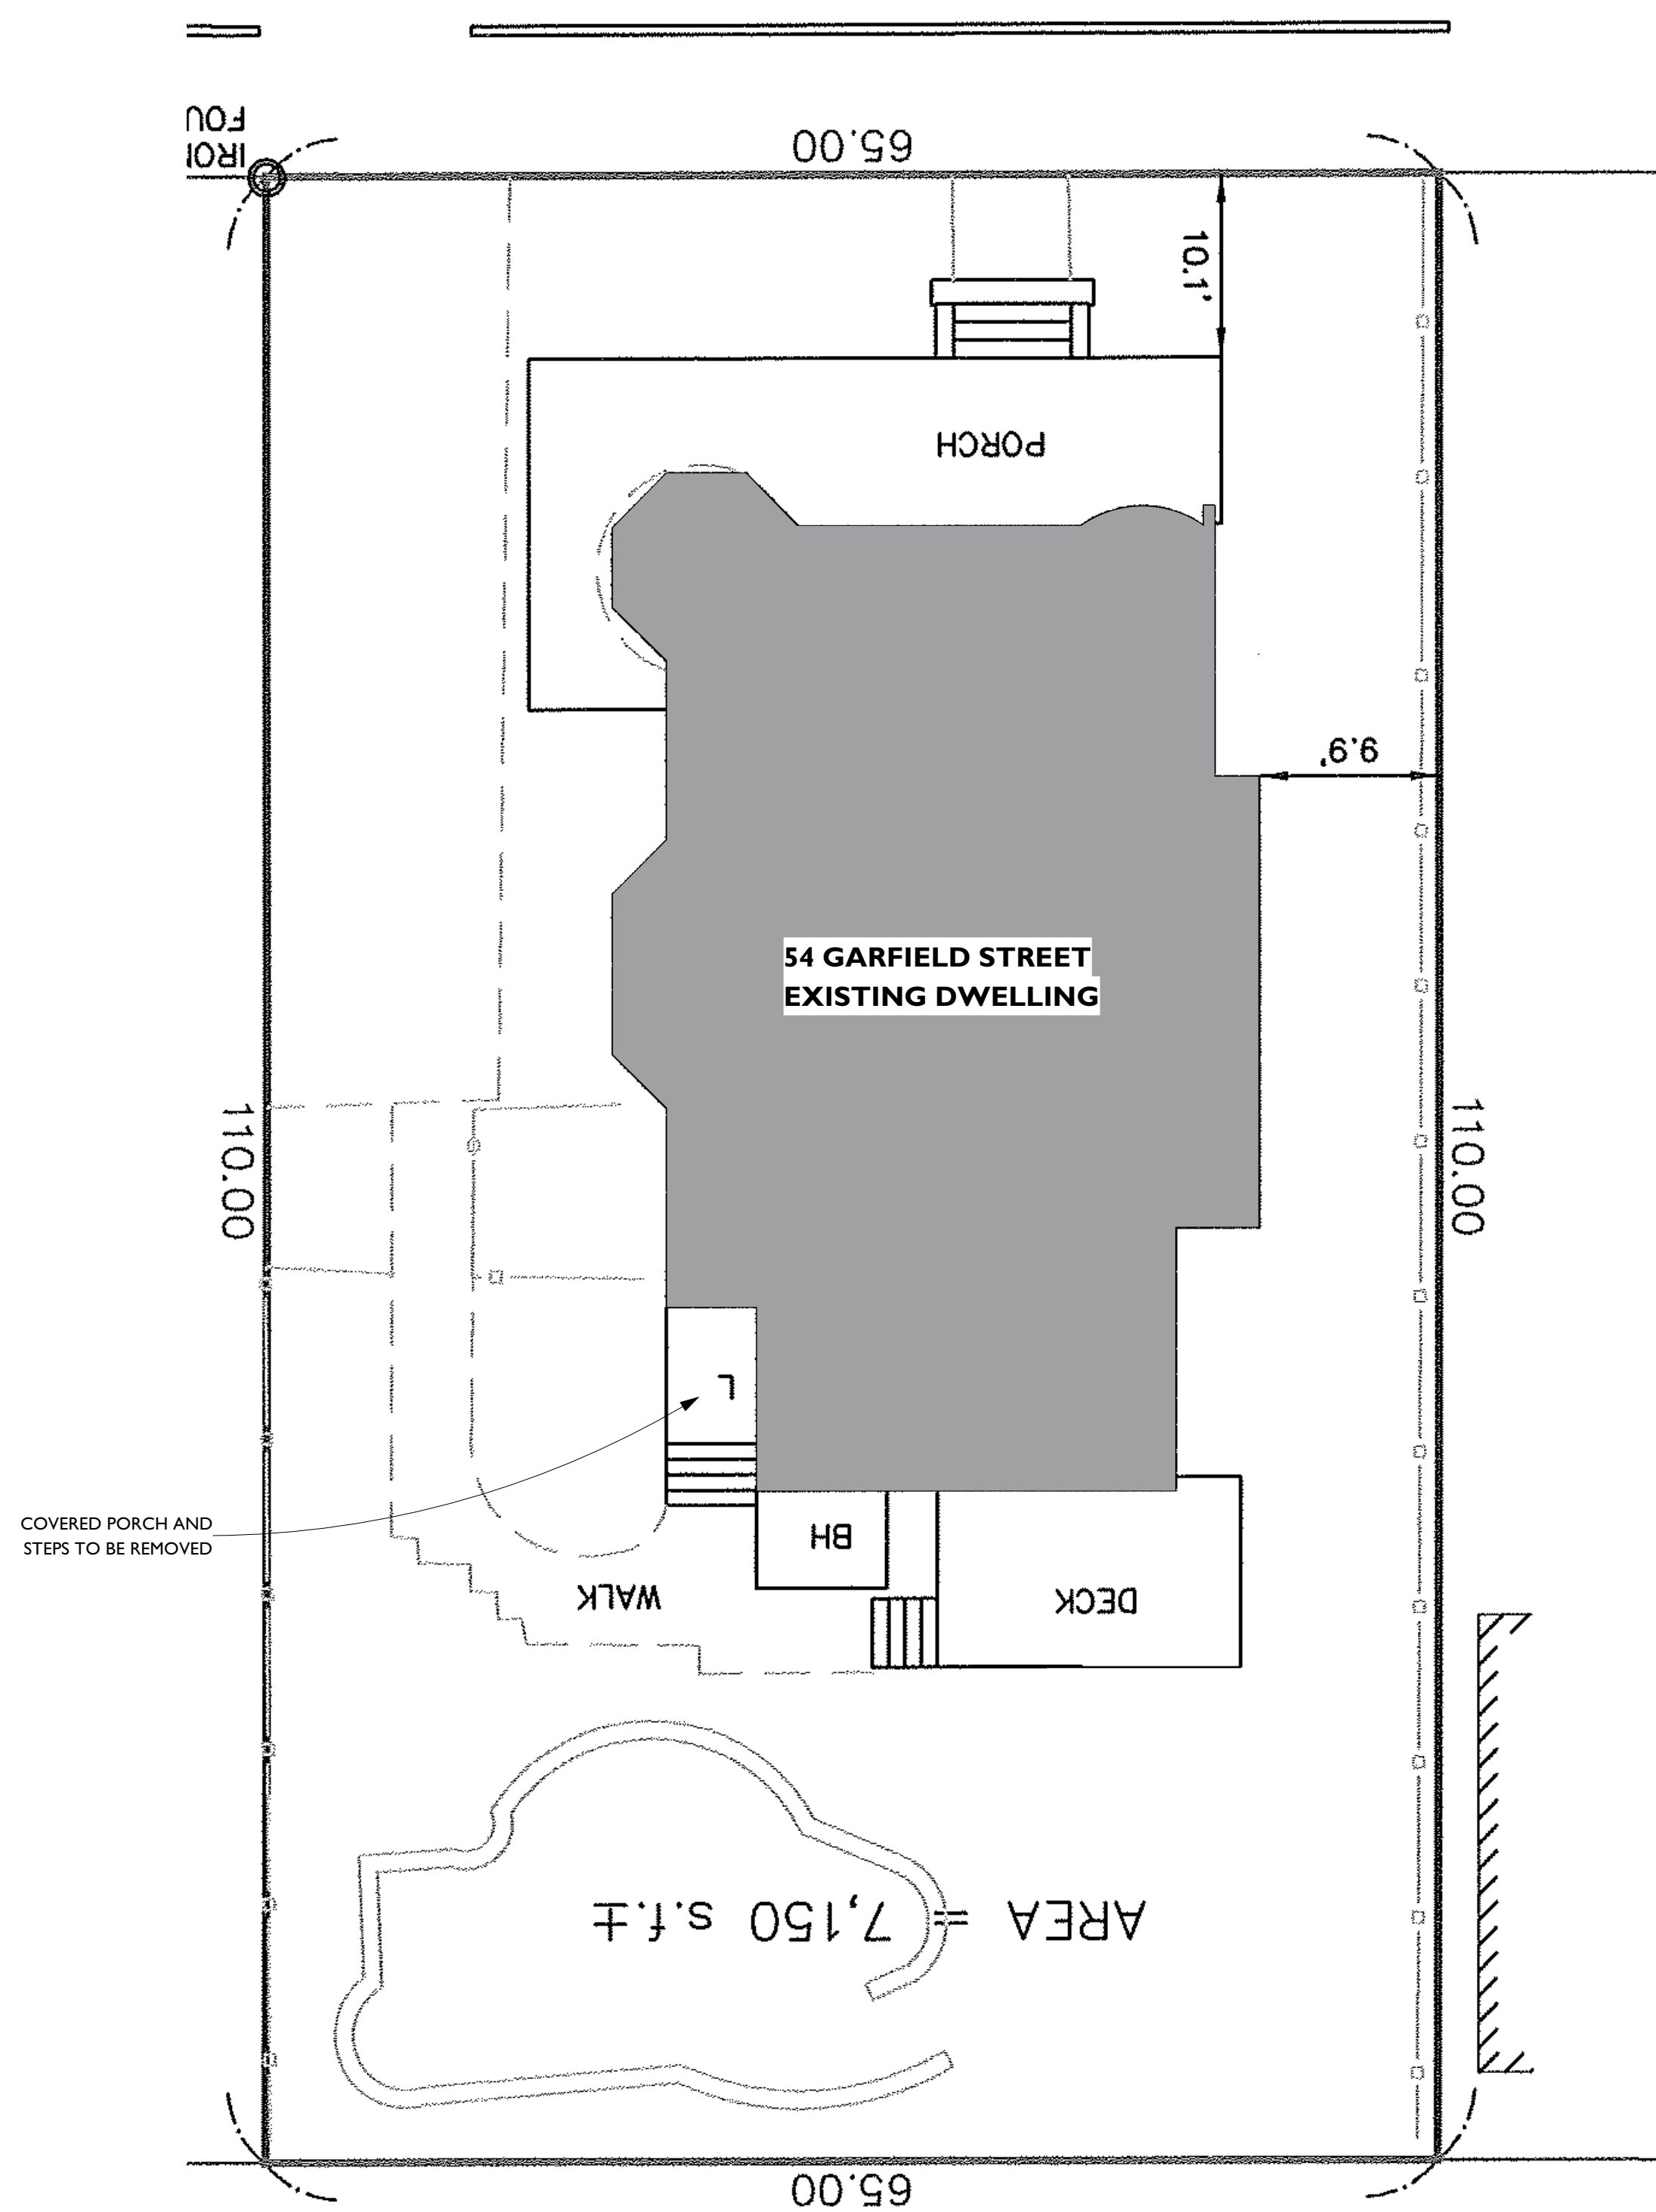 IRON
FOU
65.00
10.1'
PORCH
9.9'
54 GARFIELD STREET
EXISTING DWELLING
110.00
110.00
L
COVERED PORCH AND
STEPS TO BE REMOVED
BH
WALK
DECK
AREA = 7,150 s.f.±
65.00